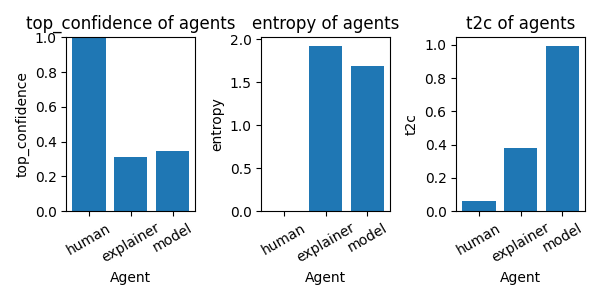 top_confidence of agents
top_confidence
1.0
0.8
0.6
0.4
0.2
0.0
human
explainer
model
Agent
entropy of agents
entropy
2.0
1.5
1.0
0.5
0.0
human
explainer
model
Agent
t2c of agents
t2c
1.0
0.8
0.6
0.4
0.2
0.0
human
explainer
model
Agent